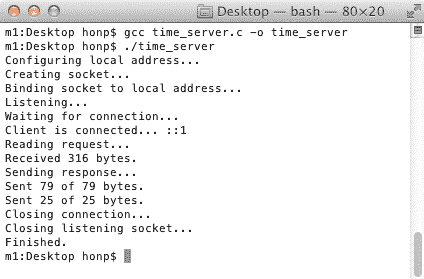 Desktop — bash — 80×20
m1:Desktop honp$ gcc time_server.c -o time_server
m1:Desktop honp$ ./time_server
Configuring local address...
Creating socket...
Binding socket to local address...
Listening...
Waiting for connection...
Client is connected... ::1
Reading request...
Received 316 bytes.
Sending response...
Sent 79 of 79 bytes.
Sent 25 of 25 bytes.
Closing connection...
Closing listening socket...
Finished.
m1:Desktop honp$